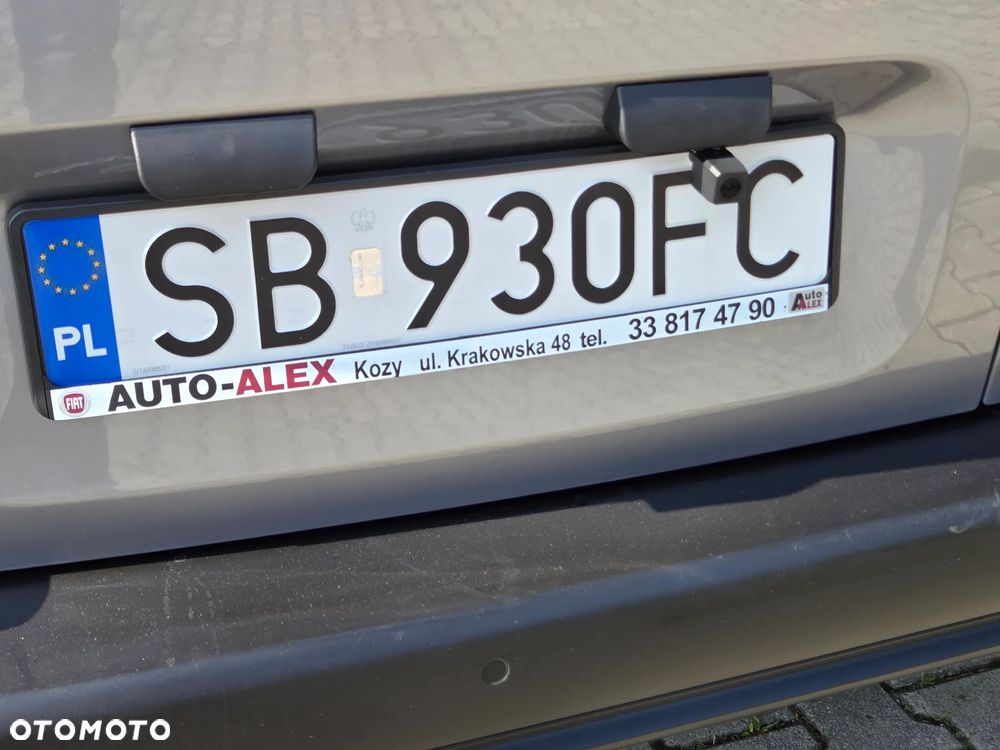 PL SB 930FC
FIAT AUTO-ALEX Kozy ul. Krakowska 48 tel. 33 817 47 90 Auto ALEX
OTOMOTO